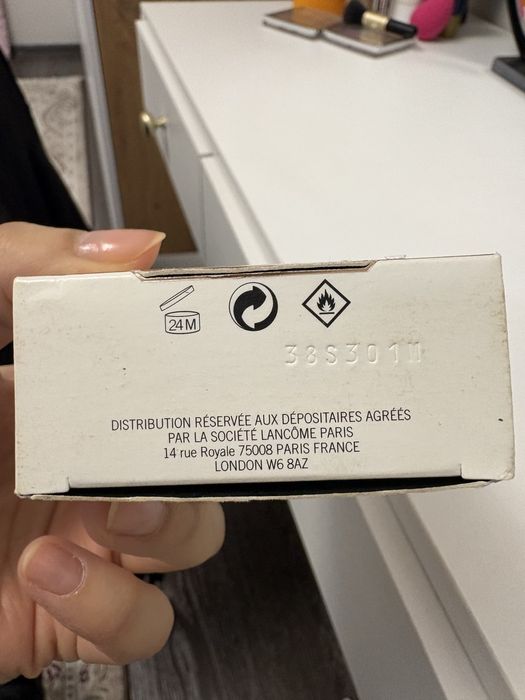 24M
38S301M
DISTRIBUTION RÉSERVÉE AUX DÉPOSITAIRES AGRÉÉS
PAR LA SOCIÉTÉ LANCÔME PARIS
14 rue Royale 75008 PARIS FRANCE
LONDON W6 8AZ